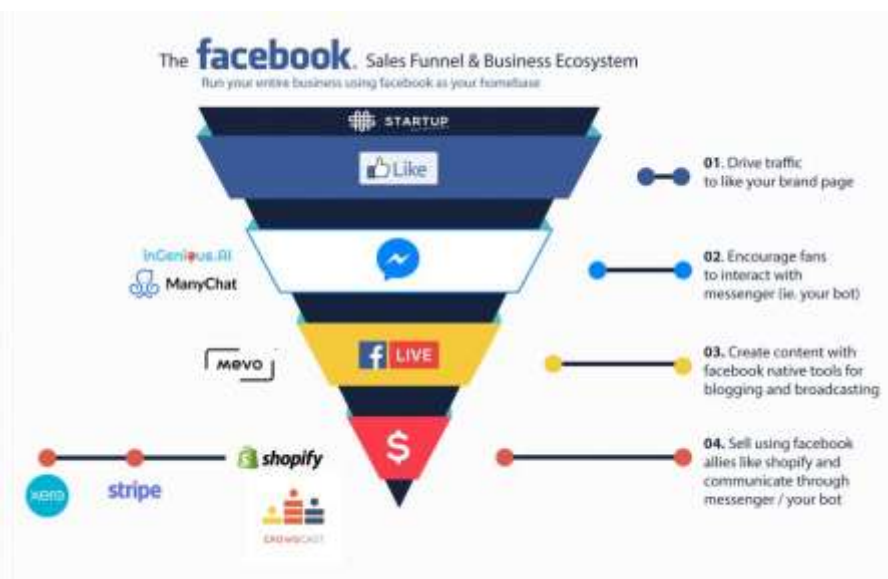 The facebook. Sales Funnel & Business Ecosystem
Run your entire business using facebook as your homebase
STARTUP
Like
01. Drive traffic
to like your brand page
inGenious.AI
ManyChat
02. Encourage fans
to interact with
messenger (ie. your bot)
mevo
f LIVE
03. Create content with
facebook native tools for
blogging and broadcasting
$
04. Sell using facebook
allies like shopify and
communicate through
messenger / your bot
shopify
xero
stripe
CROWDCAST